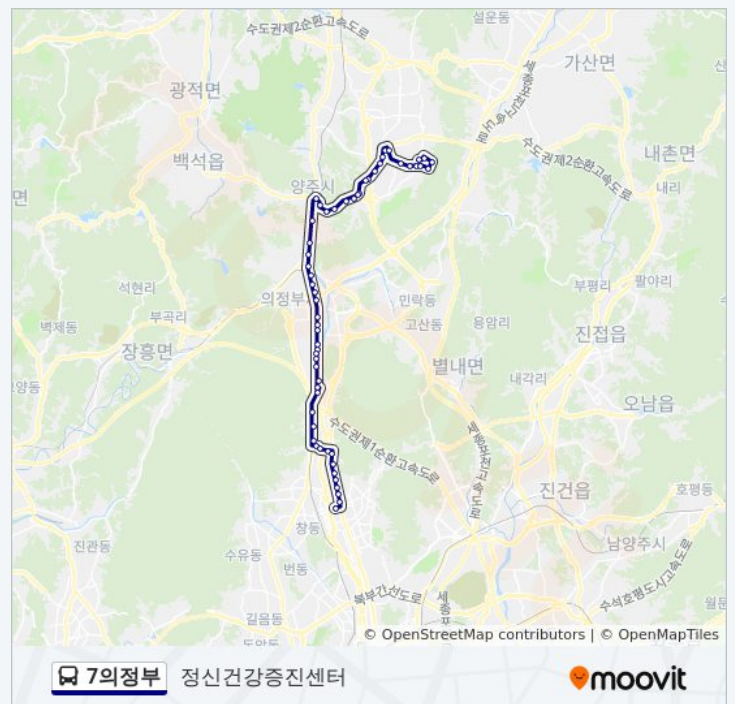 수도권제2순환고속도로
설운동
가산면
세종포천고속도로
광적면
수도권제2순환고속도로
내촌면
백석읍
내리
양주시
면
석현리
의정부
민락동
부평리
팔야리
벽제동
부곡리
고산동
용암리
진접읍
장흥면
별내면
내각리
오남읍
수도권제1순환고속도로
세종포천고속도로
진건읍
호평동
창동
진관동
수유동
번동
남양주시
수석호평도시고속도로
북부간선도로
세종포
길음동
월문
© OpenStreetMap contributors | © OpenMapTiles
7의정부 정신건강증진센터
moovit